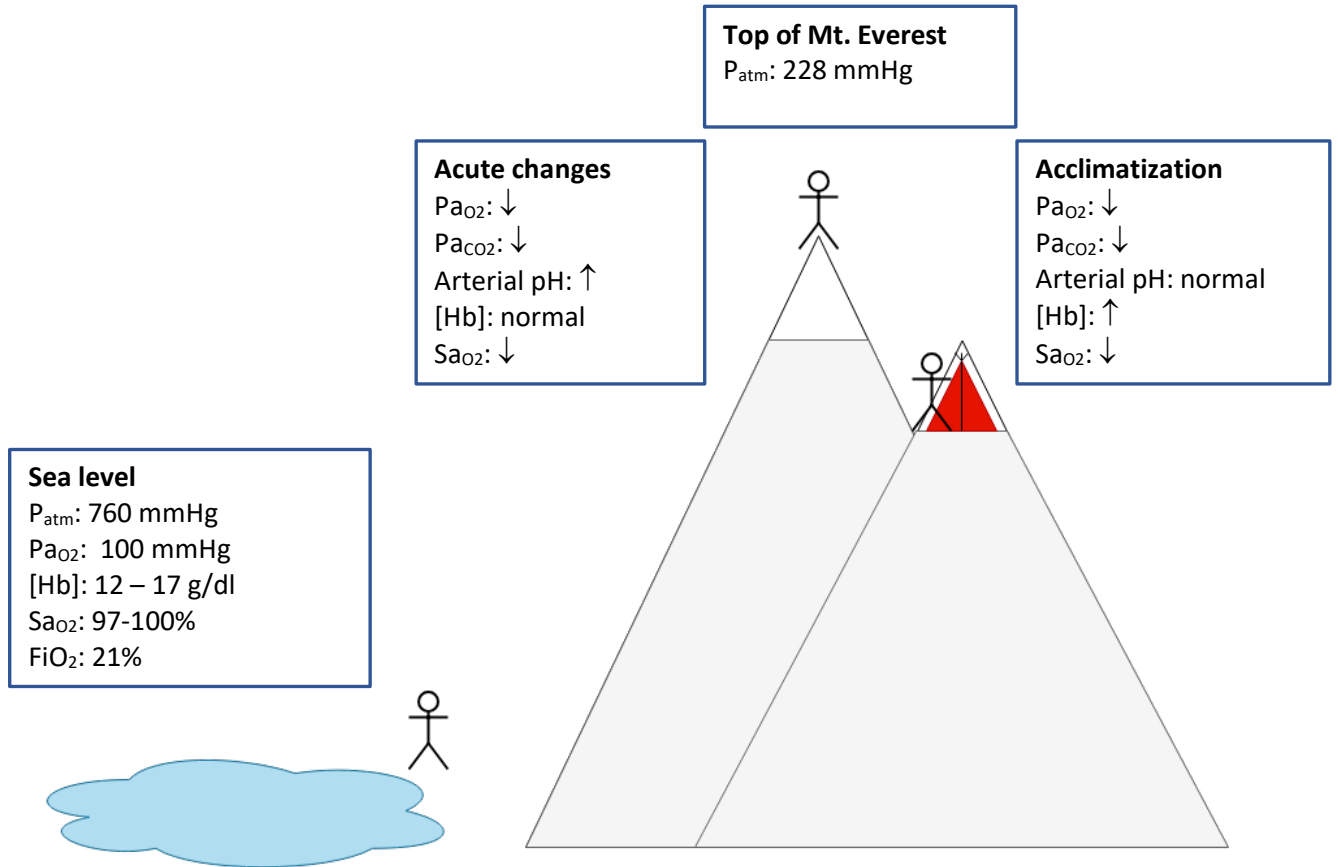 Top of Mt. Everest
Patm: 228 mmHg
Acute changes
PaO2: ↓
PaCO2: ↓
Arterial pH: ↑
[Hb]: normal
SaO2: ↓
Acclimatization
PaO2: ↓
PaCO2: ↓
Arterial pH: normal
[Hb]: ↑
SaO2: ↓
Sea level
Patm: 760 mmHg
PaO2: 100 mmHg
[Hb]: 12 – 17 g/dl
SaO2: 97-100%
FiO2: 21%